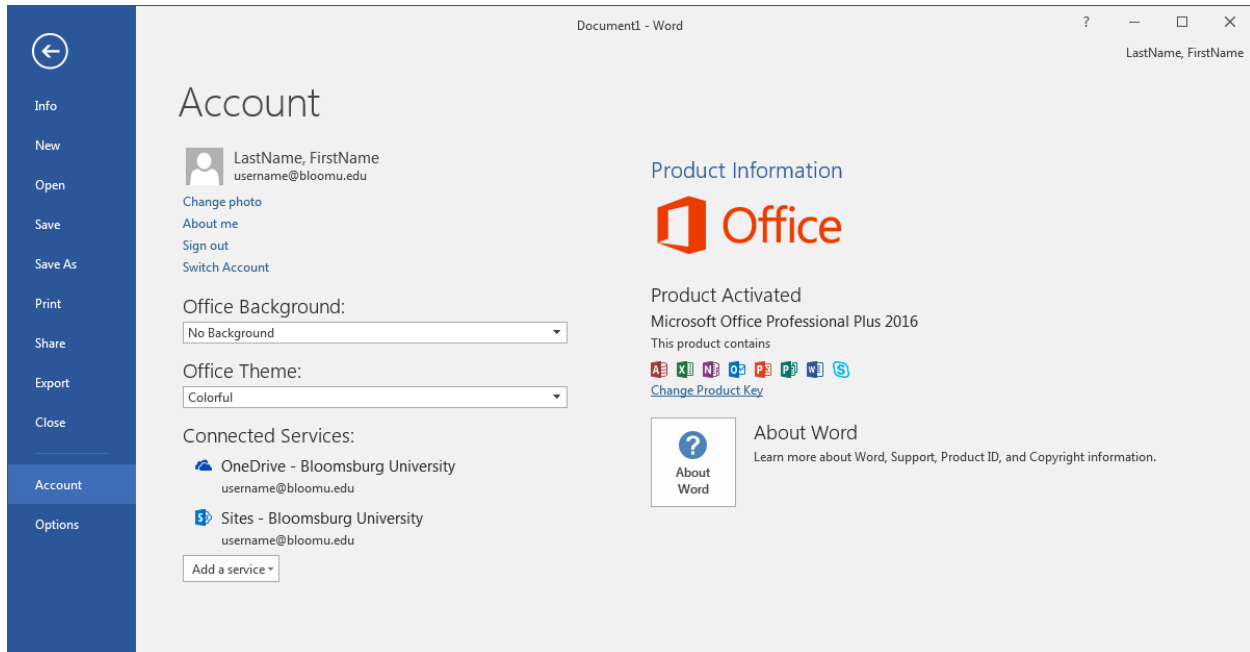 Document1 - Word
?
LastName, FirstName
Info
New
Open
Save
Save As
Print
Share
Export
Close
Account
Options
Account
LastName, FirstName
username@bloomu.edu
Change photo
About me
Sign out
Switch Account
Office Background:
No Background
Office Theme:
Colorful
Connected Services:
OneDrive - Bloomsburg University
username@bloomu.edu
Sites - Bloomsburg University
username@bloomu.edu
Add a service
Product Information
Office
Product Activated
Microsoft Office Professional Plus 2016
This product contains
Change Product Key
About
Word
About Word
Learn more about Word, Support, Product ID, and Copyright information.